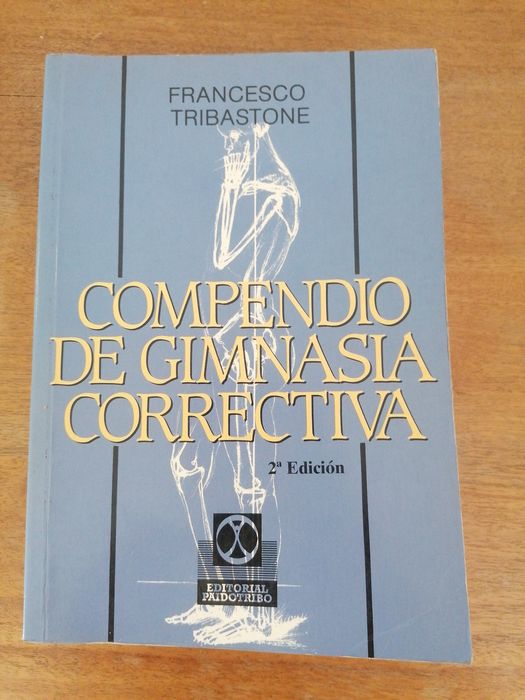 FRANCESCO
TRIBASTONE
COMPENDIO
DE GIMNASIA
CORRECTIVA
2ª Edición
EDITORIAL
PAIDOTRIBO